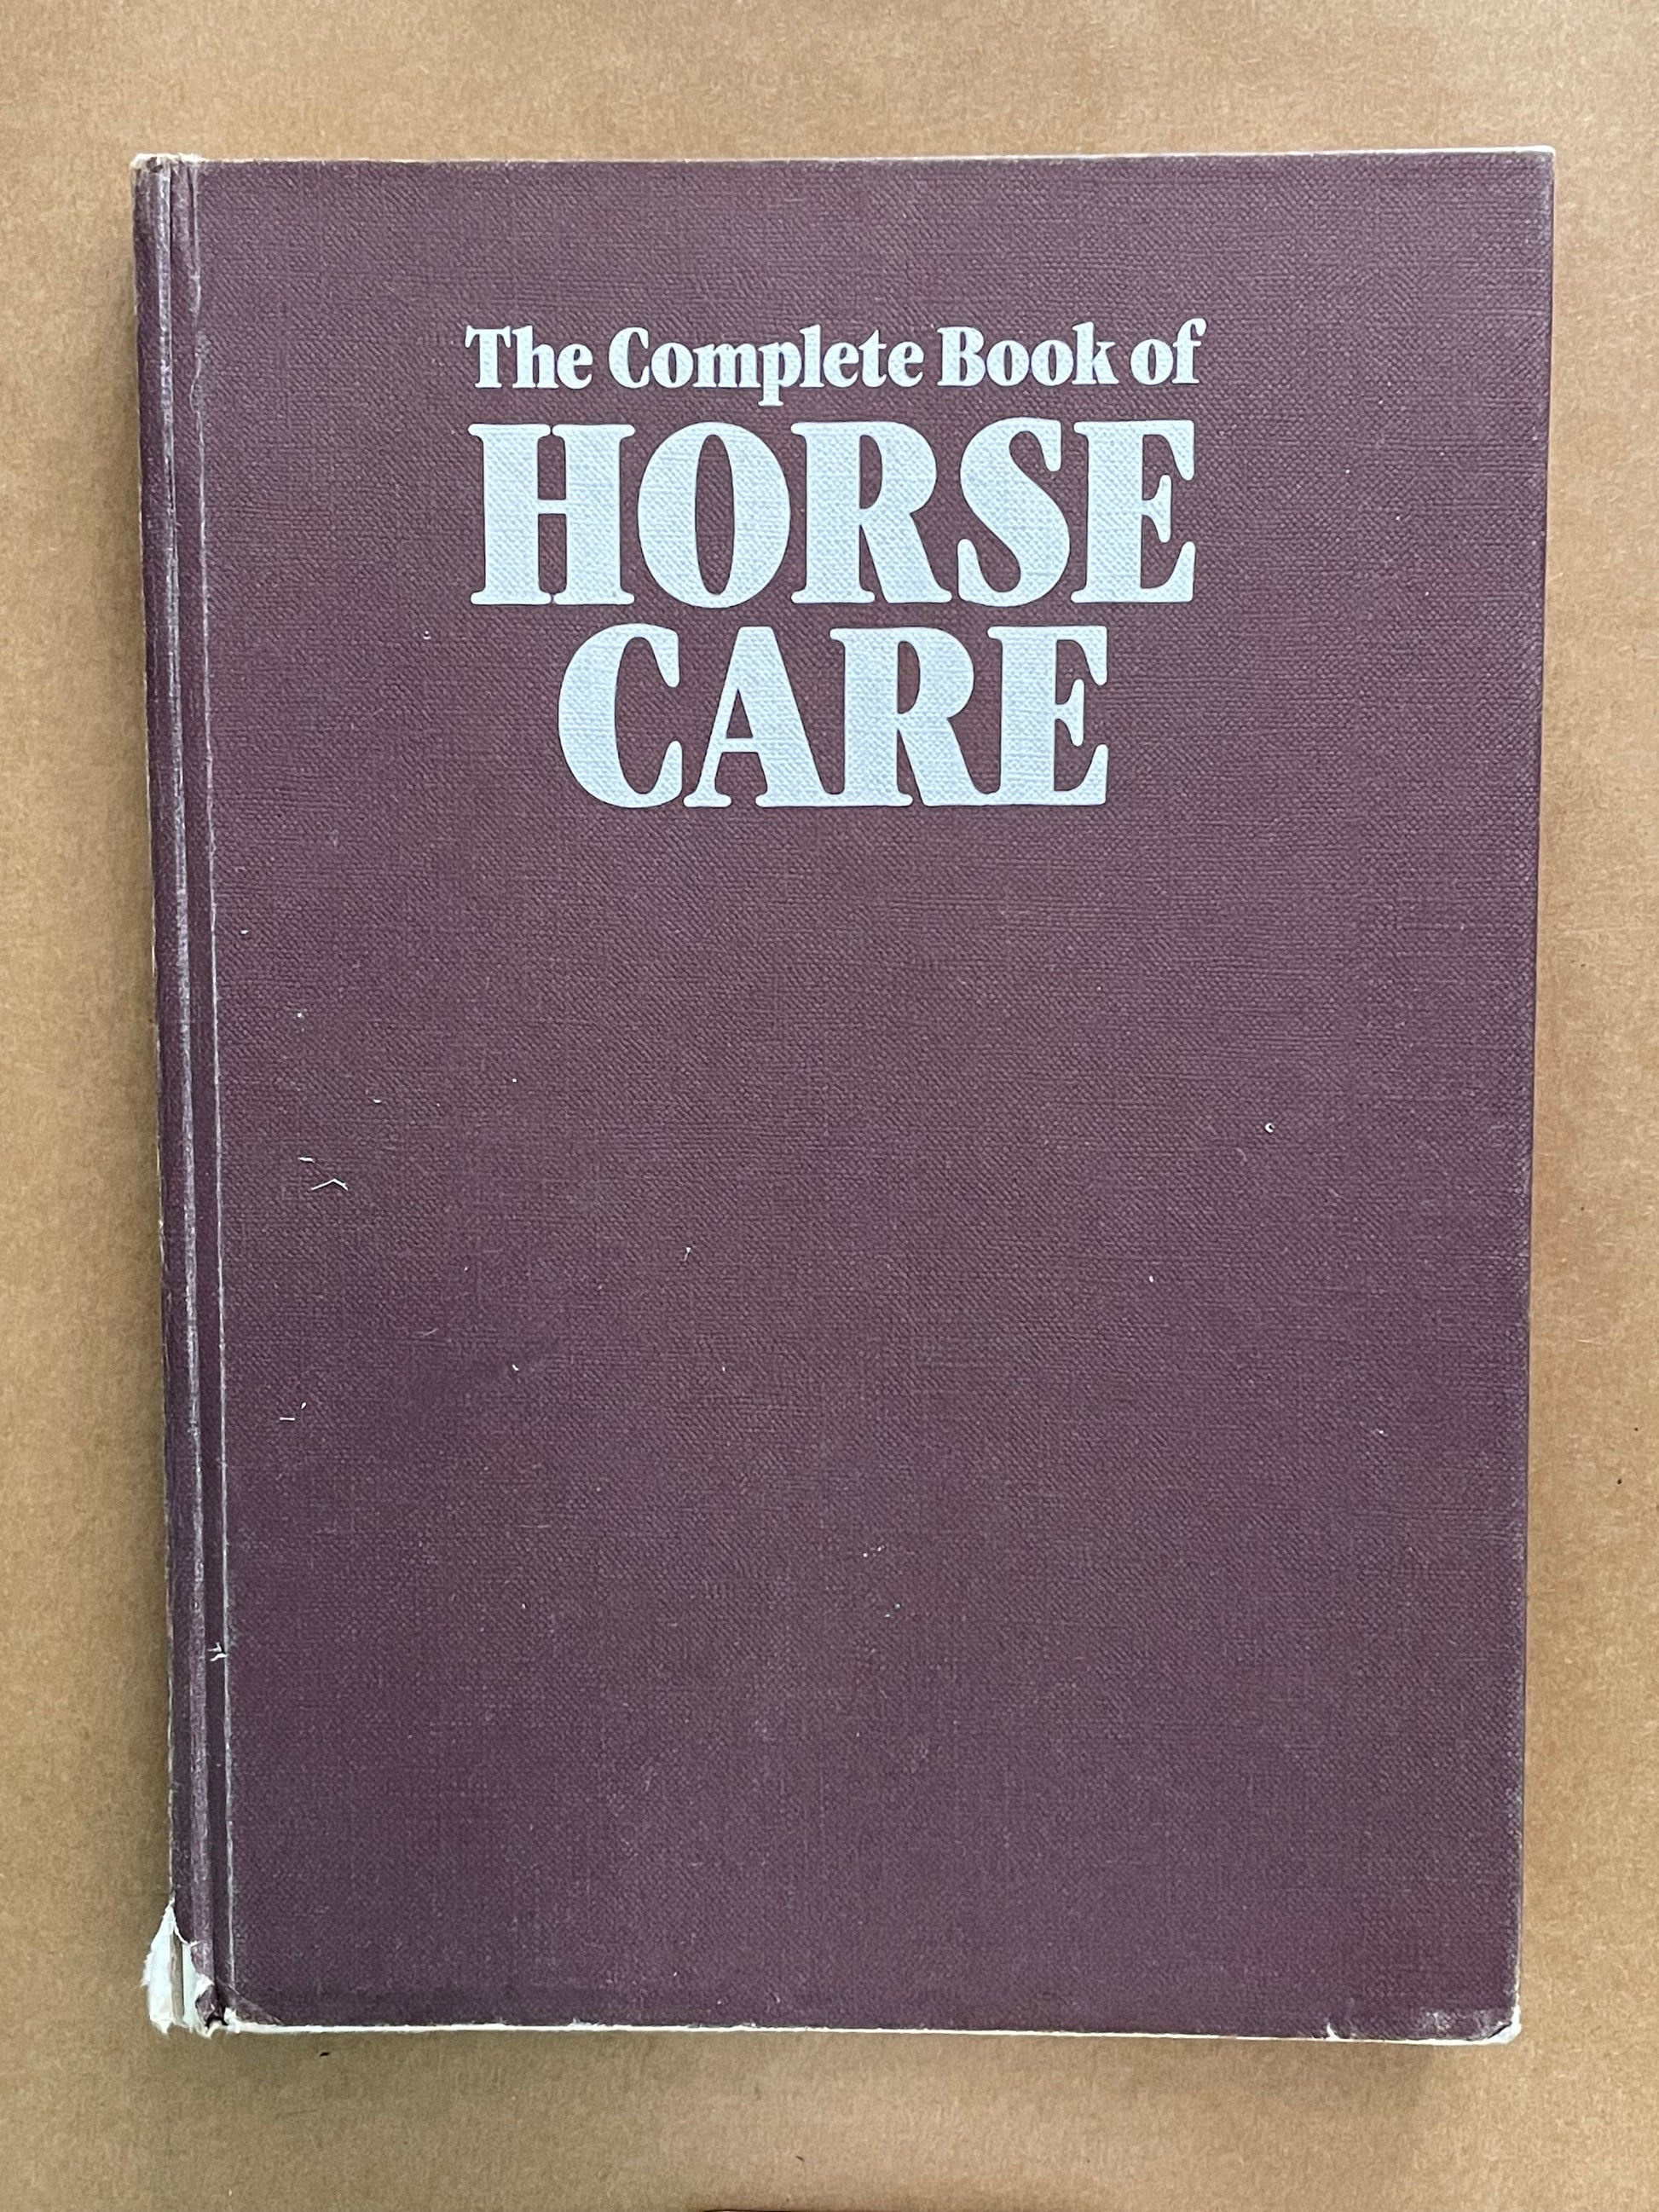 The Complete Book of
HORSE
CARE